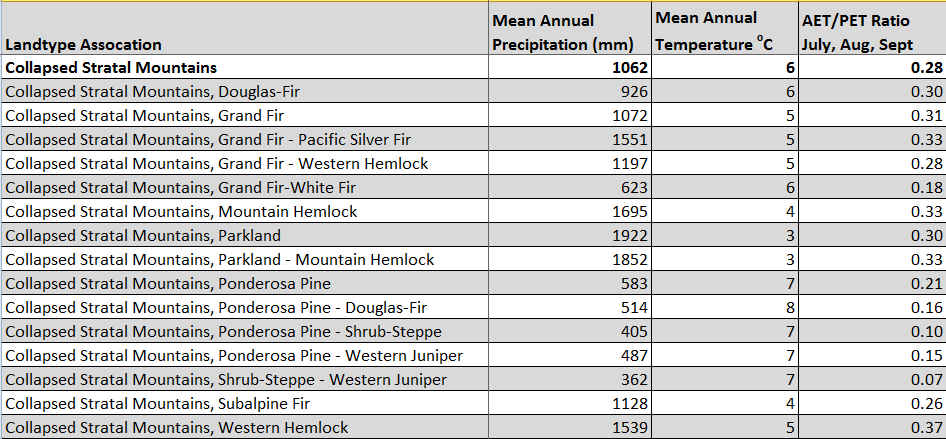 Landtype Assocation Mean Annual Precipitation (mm) Mean Annual Temperature °C AET/PET Ratio July, Aug, Sept
Collapsed Stratal Mountains 1062 6 0.28
Collapsed Stratal Mountains, Douglas-Fir 926 6 0.30
Collapsed Stratal Mountains, Grand Fir 1072 5 0.31
Collapsed Stratal Mountains, Grand Fir - Pacific Silver Fir 1551 5 0.33
Collapsed Stratal Mountains, Grand Fir - Western Hemlock 1197 5 0.28
Collapsed Stratal Mountains, Grand Fir-White Fir 623 6 0.18
Collapsed Stratal Mountains, Mountain Hemlock 1695 4 0.33
Collapsed Stratal Mountains, Parkland 1922 3 0.30
Collapsed Stratal Mountains, Parkland - Mountain Hemlock 1852 3 0.33
Collapsed Stratal Mountains, Ponderosa Pine 583 7 0.21
Collapsed Stratal Mountains, Ponderosa Pine - Douglas-Fir 514 8 0.16
Collapsed Stratal Mountains, Ponderosa Pine - Shrub-Steppe 405 7 0.10
Collapsed Stratal Mountains, Ponderosa Pine - Western Juniper 487 7 0.15
Collapsed Stratal Mountains, Shrub-Steppe - Western Juniper 362 7 0.07
Collapsed Stratal Mountains, Subalpine Fir 1128 4 0.26
Collapsed Stratal Mountains, Western Hemlock 1539 5 0.37